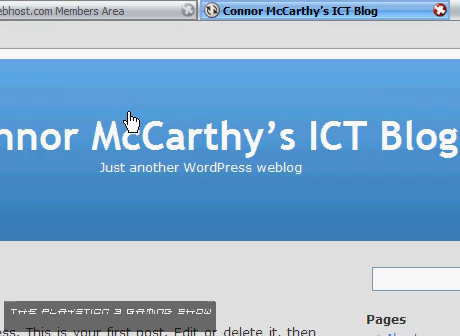 ebhost.com Members Area
Connor McCarthy's ICT Blog
nnor McCarthy's ICT Blog
Just another WordPress weblog
THE PLAYSTION 3 GAMING SHOW
Pages
ess. This is your first post. Edit or delete it, then